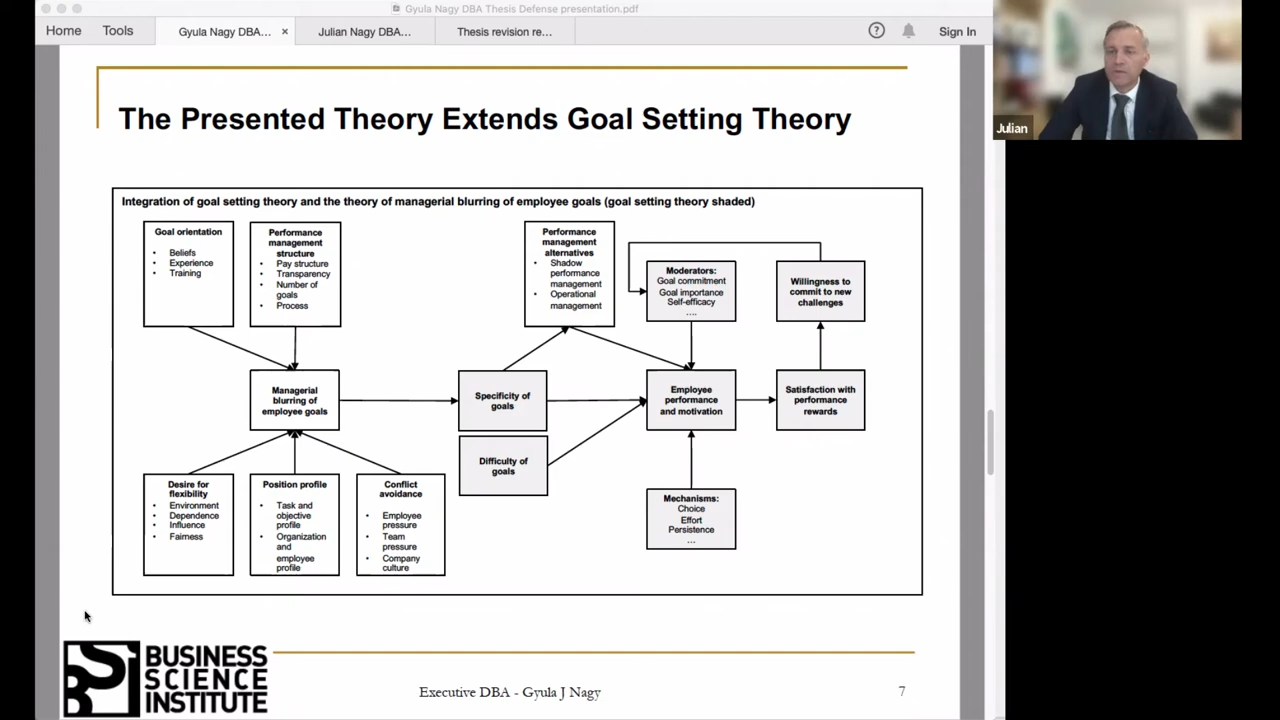 Gyula Nagy DBA Thesis Defense presentation.pdf
Home
Tools
Gyula Nagy DBA...
×
Julian Nagy DBA...
Thesis revision re...
?
Sign In
Julian
The Presented Theory Extends Goal Setting Theory
Integration of goal setting theory and the theory of managerial blurring of employee goals (goal setting theory shaded)
Goal orientation
• Beliefs
• Experience
• Training
Performance
management
structure
• Pay structure
• Transparency
• Number of
goals
• Process
Performance
management
alternatives
• Shadow
performance
management
• Operational
management
Moderators:
Goal commitment
Goal importance
Self-efficacy
....
Willingness to
commit to new
challenges
Managerial
blurring of
employee goals
Specificity of
goals
Employee
performance
and motivation
Satisfaction with
performance
rewards
Difficulty of
goals
Desire for
flexibility
• Environment
• Dependence
• Influence
• Fairness
Position profile
• Task and
objective
profile
• Organization
and
employee
profile
Conflict
avoidance
• Employee
pressure
• Team
pressure
• Company
culture
Mechanisms:
Choice
Effort
Persistence
...
BSI
BUSINESS
SCIENCE
INSTITUTE
Executive DBA - Gyula J Nagy
7